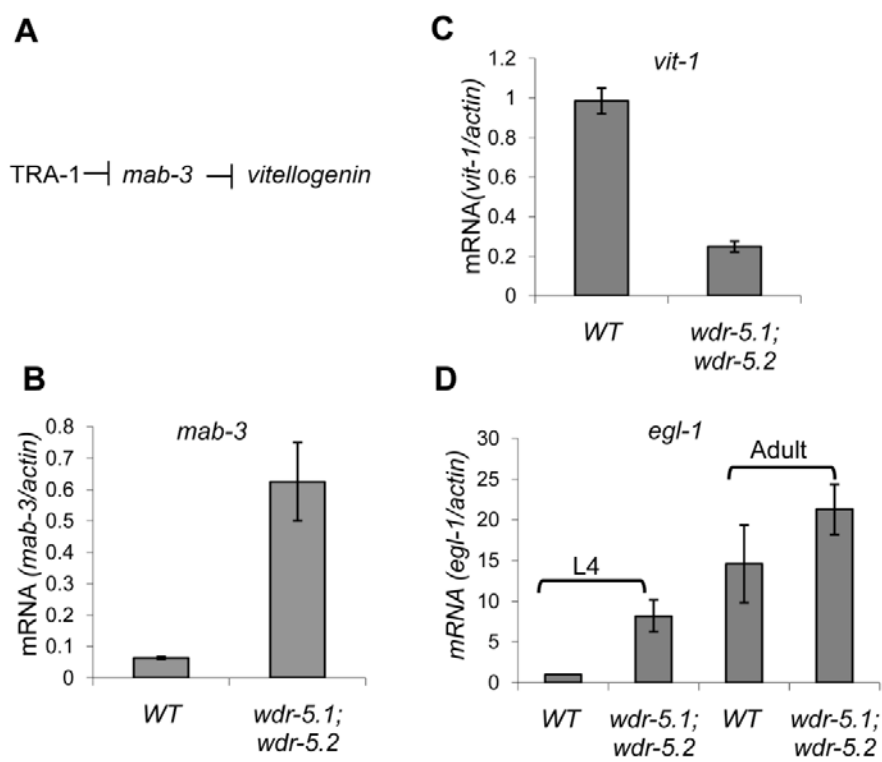 A
TRA-1 mab-3 vitellogenin
B
mab-3
mRNA (mab-3/actin)
0.8
0.7
0.6
0.5
0.4
0.3
0.2
0.1
0
WT wdr-5.1;
wdr-5.2
C
vit-1
mRNA(vit-1/actin)
1.2
1
0.8
0.6
0.4
0.2
0
WT wdr-5.1;
wdr-5.2
D
egl-1
mRNA (egl-1/actin)
30
25
20
15
10
5
0
L4
Adult
WT wdr-5.1; WT wdr-5.1;
wdr-5.2 wdr-5.2